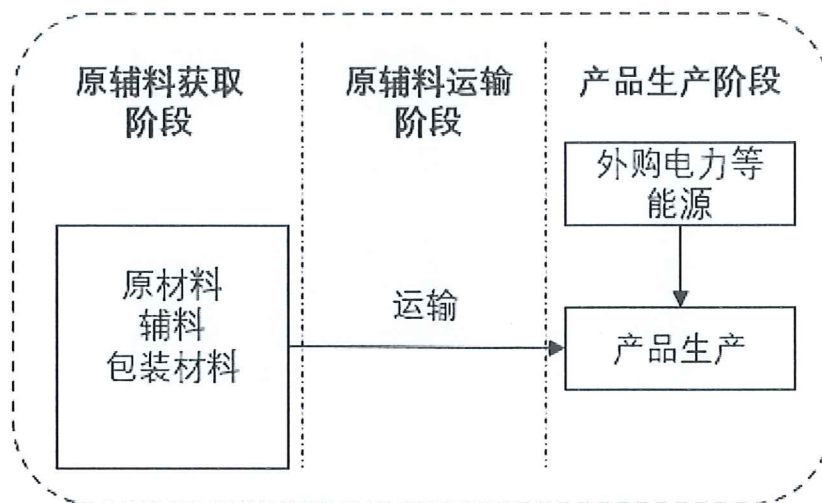 原辅料获取
阶段
原辅料运输
阶段
产品生产阶段
外购电力等
能源
原材料
辅料
包装材料
运输
产品生产